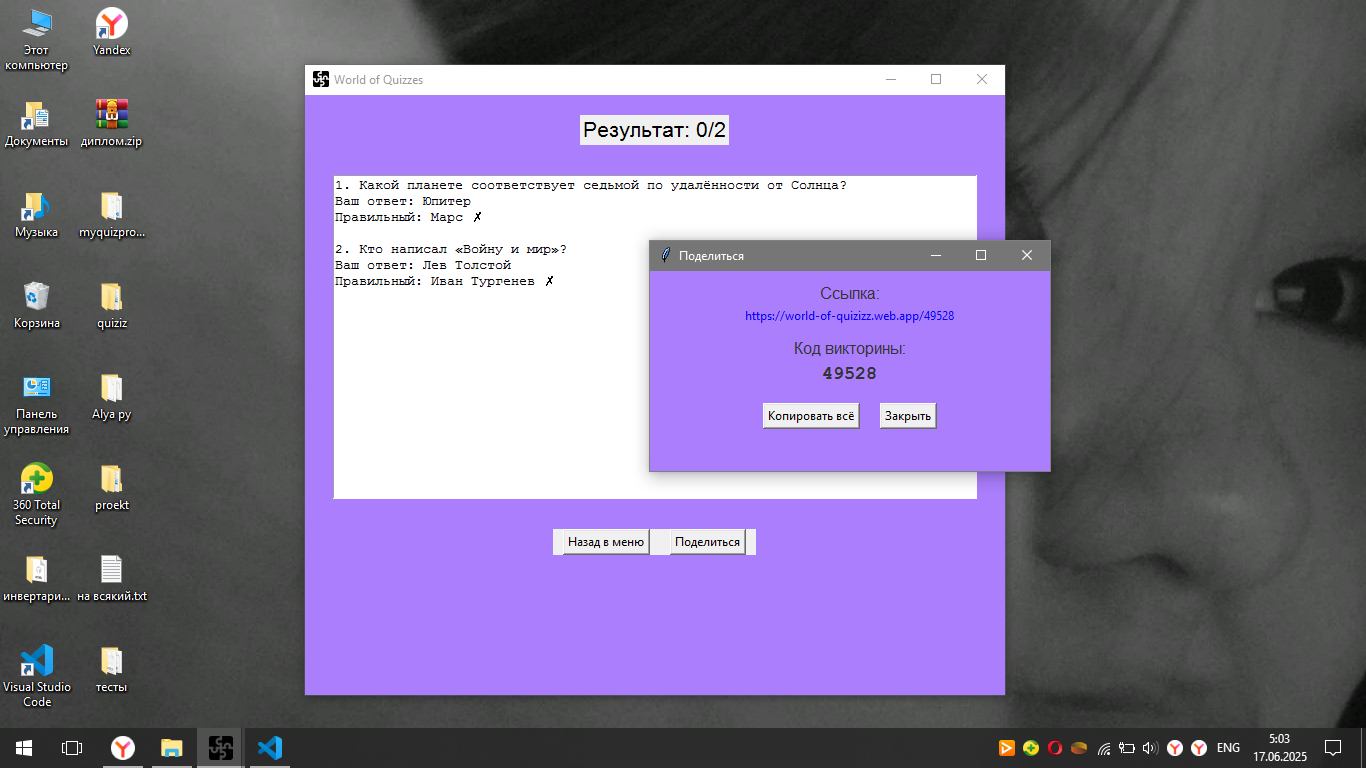 Этот
компьютер
Yandex
Документы
диплом.zip
Музыка
myquizpro...
Корзина
quiziz
Панель
управления
Alya py
360 Total
Security
proekt
инвертари...
на всякий.txt
Visual Studio
Code
тесты
World of Quizzes
Результат: 0/2
1. Какой планете соответствует седьмой по удалённости от Солнца?
Ваш ответ: Юпитер
Правильный: Марс ✗
2. Кто написал «Войну и мир»?
Ваш ответ: Лев Толстой
Правильный: Иван Тургенев ✗
Поделиться
Ссылка:
https://world-of-quizizz.web.app/49528
Код викторины:
49528
Копировать всё Закрыть
Назад в меню Поделиться
ENG
5:03
17.06.2025